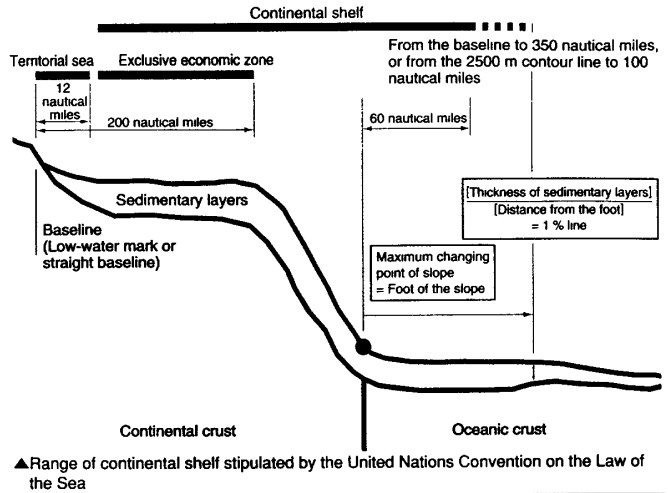 Continental shelf
From the baseline to 350 nautical miles,
or from the 2500 m contour line to 100
nautical miles
Territorial sea
Exclusive economic zone
12
nautical
miles
200 nautical miles
60 nautical miles
Sedimentary layers
[Thickness of sedimentary layers]
[Distance from the foot]
= 1 % line
Baseline
(Low-water mark or
straight baseline)
Maximum changing
point of slope
= Foot of the slope
Continental crust
Oceanic crust
▲Range of continental shelf stipulated by the United Nations Convention on the Law of
the Sea